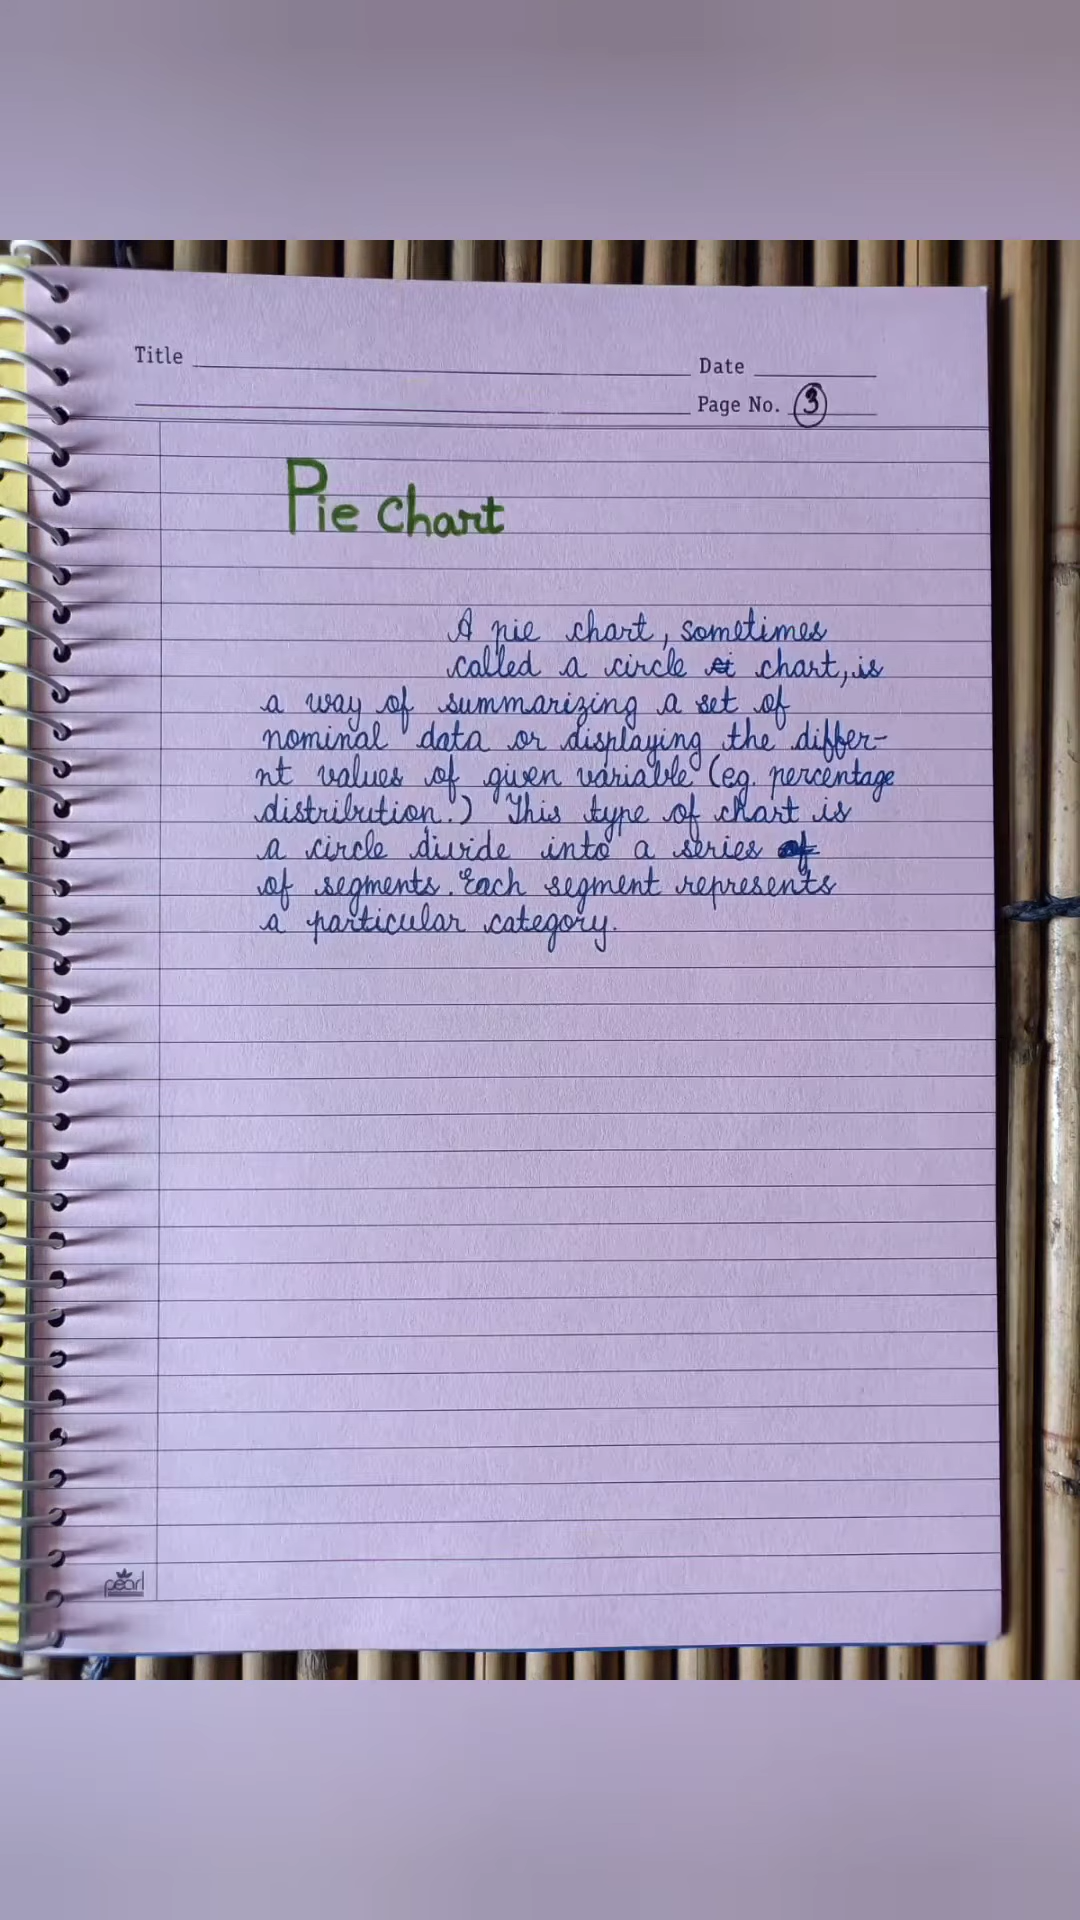 Title
Date
Page No. 3
Pie Chart
A pie chart, sometimes
called a circle chart, is
a way of summarizing a set of
nominal data or displaying the differ-
nt values of given variable (eg. percentage
distribution.) This type of chart is
a circle divide into a series of
of segments. Each segment represents
a particular category.
pearl